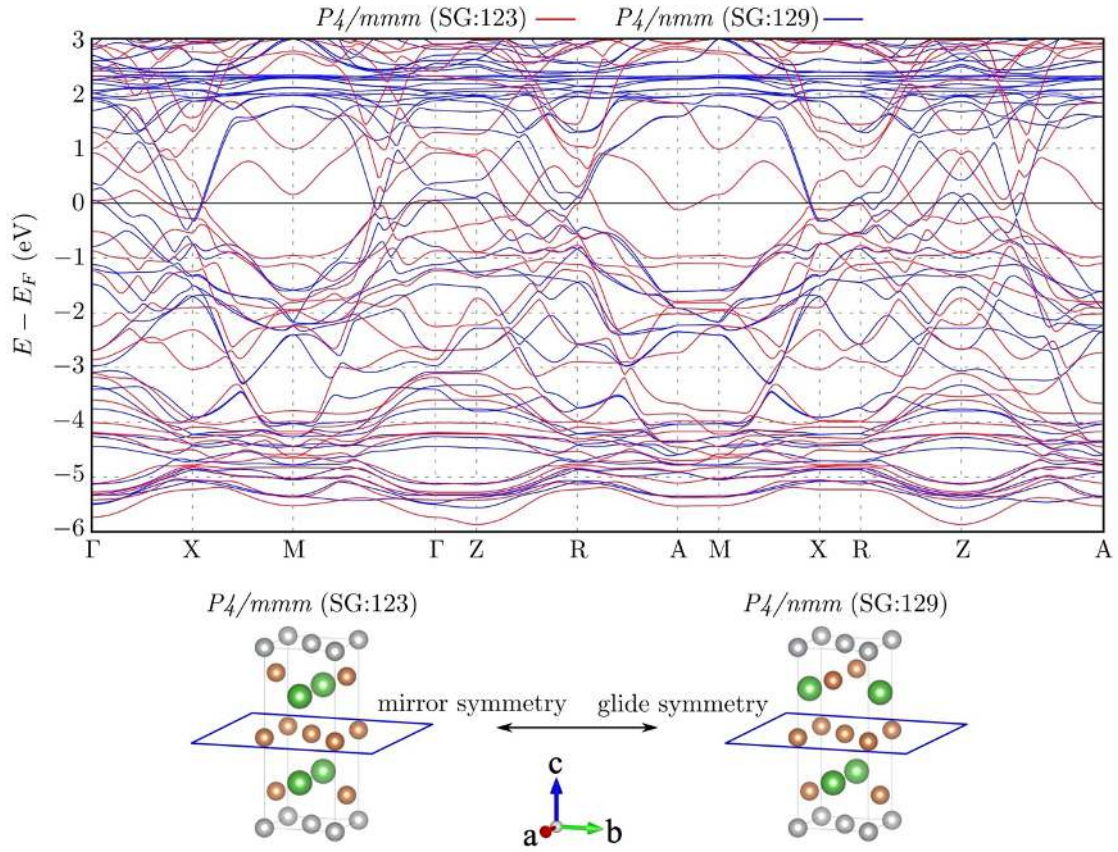 P4/mmm (SG:123) P4/nmm (SG:129)
3
2
1
0
−1
−2
−3
−4
−5
−6
E − EF (eV)
Γ X M Γ Z R A M X R Z A
P4/mmm (SG:123) P4/nmm (SG:129)
mirror symmetry glide symmetry
c
a b